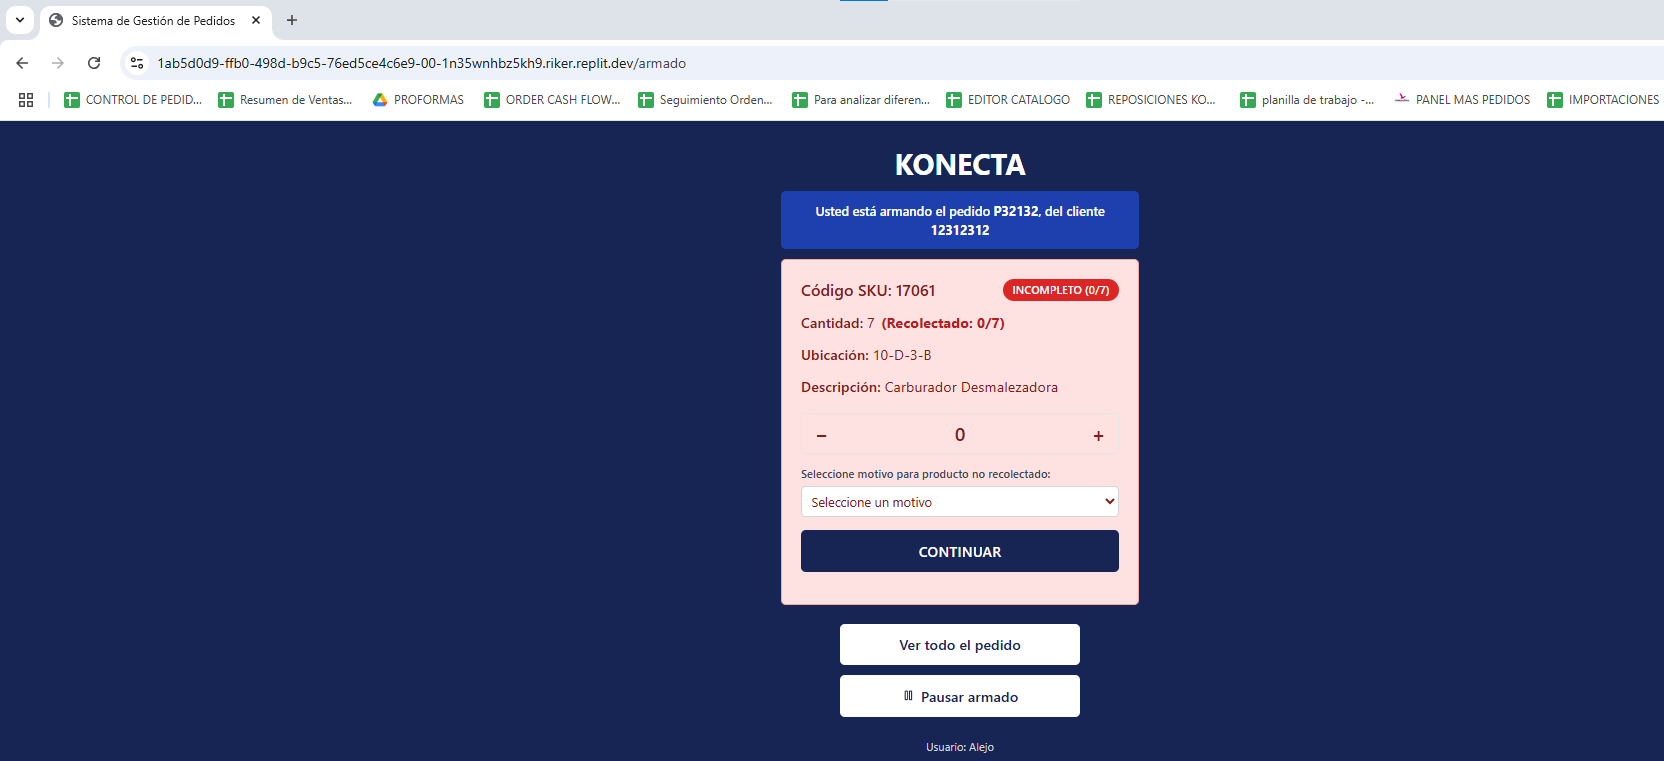 Sistema de Gestión de Pedidos
1ab5d0d9-ffb0-498d-b9c5-76ed5ce4c6e9-00-1n35wnhbz5kh9.riker.replit.dev/armado
CONTROL DE PEDID... Resumen de Ventas... PROFORMAS ORDER CASH FLOW... Seguimiento Orden... Para analizar diferen... EDITOR CATALOGO REPOSICIONES KO... planilla de trabajo -... PANEL MAS PEDIDOS IMPORTACIONES
KONECTA
Usted está armando el pedido P32132, del cliente
12312312
Código SKU: 17061 INCOMPLETO (0/7)
Cantidad: 7 (Recolectado: 0/7)
Ubicación: 10-D-3-B
Descripción: Carburador Desmalezadora
− 0 +
Seleccione motivo para producto no recolectado:
Seleccione un motivo
CONTINUAR
Ver todo el pedido
Pausar armado
Usuario: Alejo